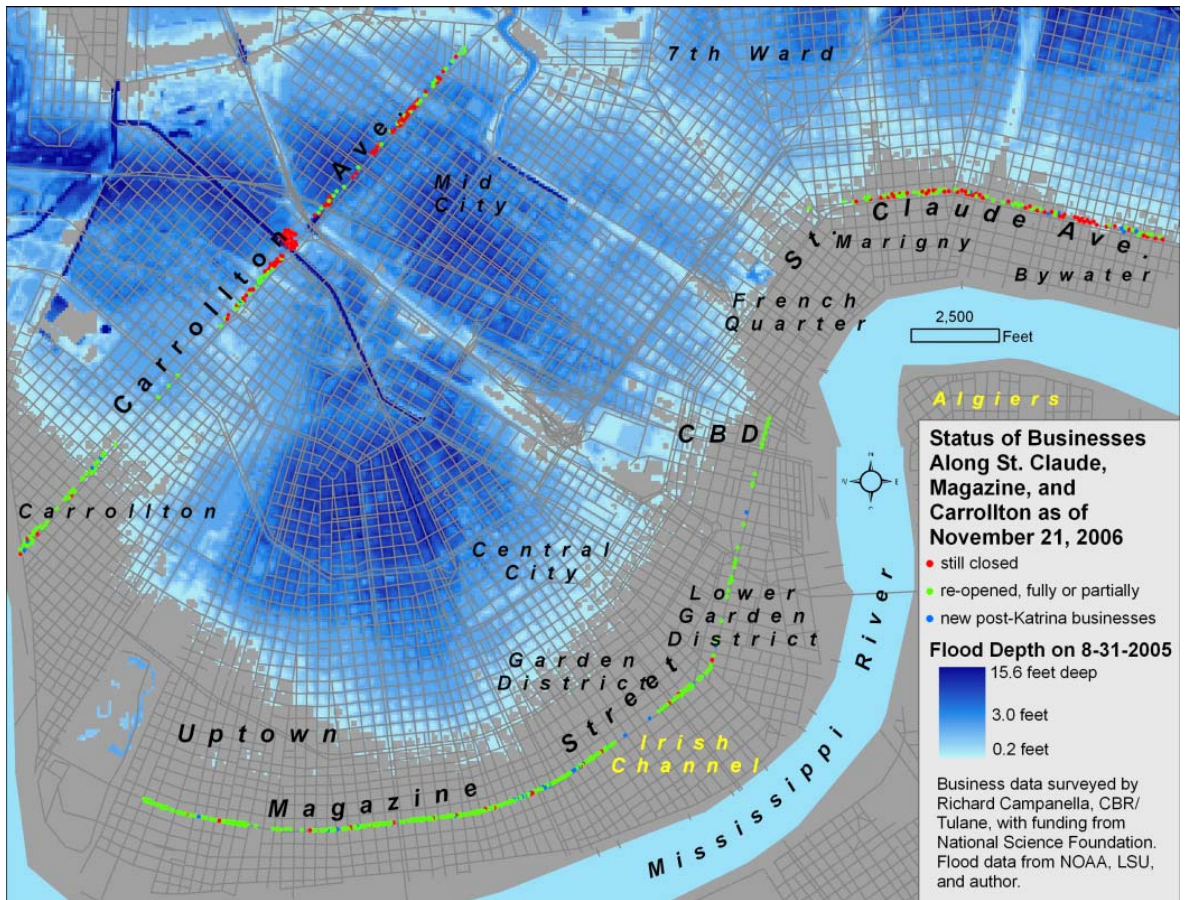 7th Ward
Carrollton Ave.
Mid
City
St. Claude Ave.
Marigny
Bywater
French
Quarter
2,500
Feet
Algiers
CBD
Carrollton
Central
City
Lower
Garden
District
Garden
District
Uptown
Magazine Street
Irish
Channel
Mississippi River
Status of Businesses
Along St. Claude,
Magazine, and
Carrollton as of
November 21, 2006
still closed
re-opened, fully or partially
new post-Katrina businesses
Flood Depth on 8-31-2005
15.6 feet deep
3.0 feet
0.2 feet
Business data surveyed by
Richard Campanella, CBR/
Tulane, with funding from
National Science Foundation.
Flood data from NOAA, LSU,
and author.